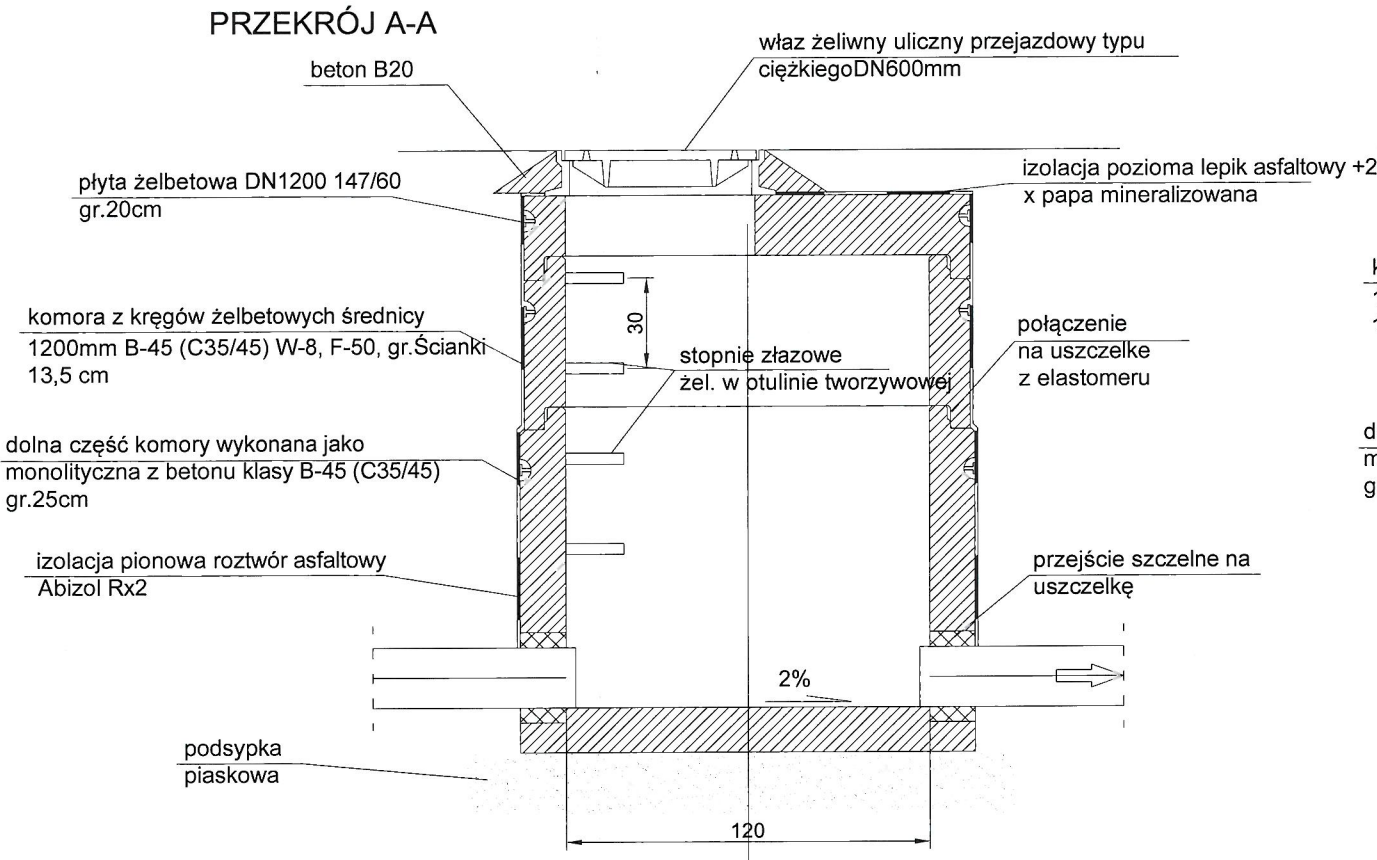 PRZEKRÓJ A-A
właz żeliwny uliczny przejazdowy typu
ciężkiegoDN600mm
beton B20
izolacja pozioma lepik asfaltowy +2
x papa mineralizowana
płyta żelbetowa DN1200 147/60
gr.20cm
komora z kręgów żelbetowych średnicy
1200mm B-45 (C35/45) W-8, F-50, gr.Ścianki
13,5 cm
30
stopnie złazowe
żel. w otulinie tworzywowej
połączenie
na uszczelke
z elastomeru
dolna część komory wykonana jako
monolityczna z betonu klasy B-45 (C35/45)
gr.25cm
izolacja pionowa roztwór asfaltowy
Abizol Rx2
przejście szczelne na
uszczelkę
2%
podsypka
piaskowa
120